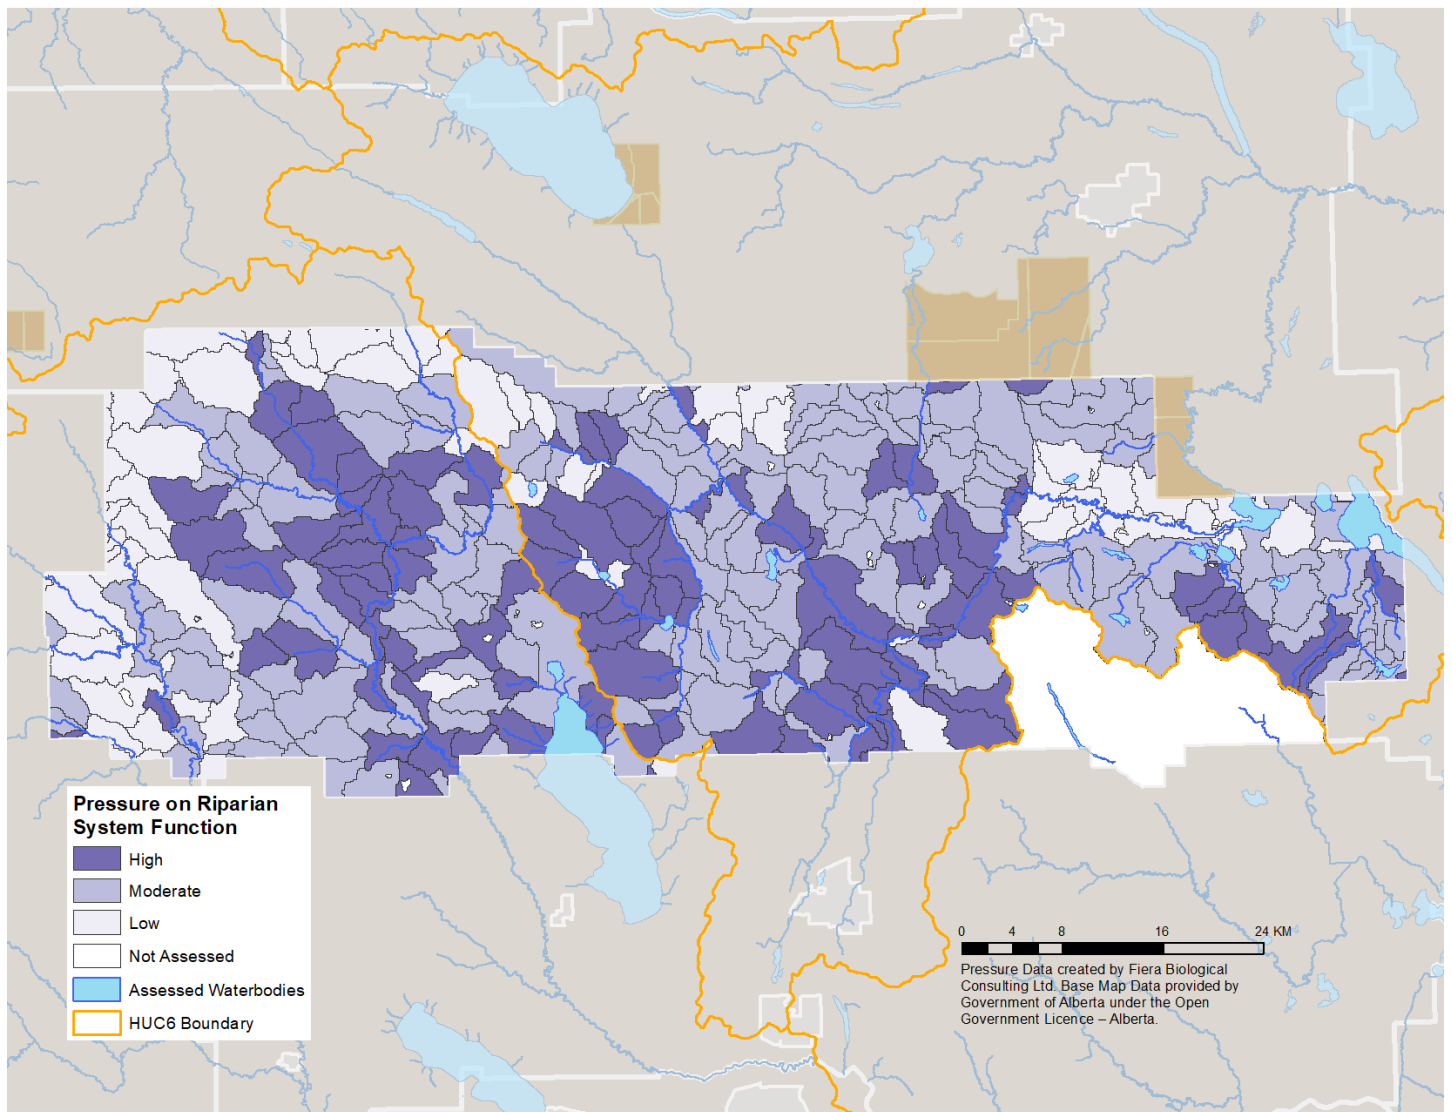 Pressure on Riparian
System Function
High
Moderate
Low
Not Assessed
Assessed Waterbodies
HUC6 Boundary
0 4 8 16 24 KM
Pressure Data created by Fiera Biological
Consulting Ltd. Base Map Data provided by
Government of Alberta under the Open
Government Licence – Alberta.